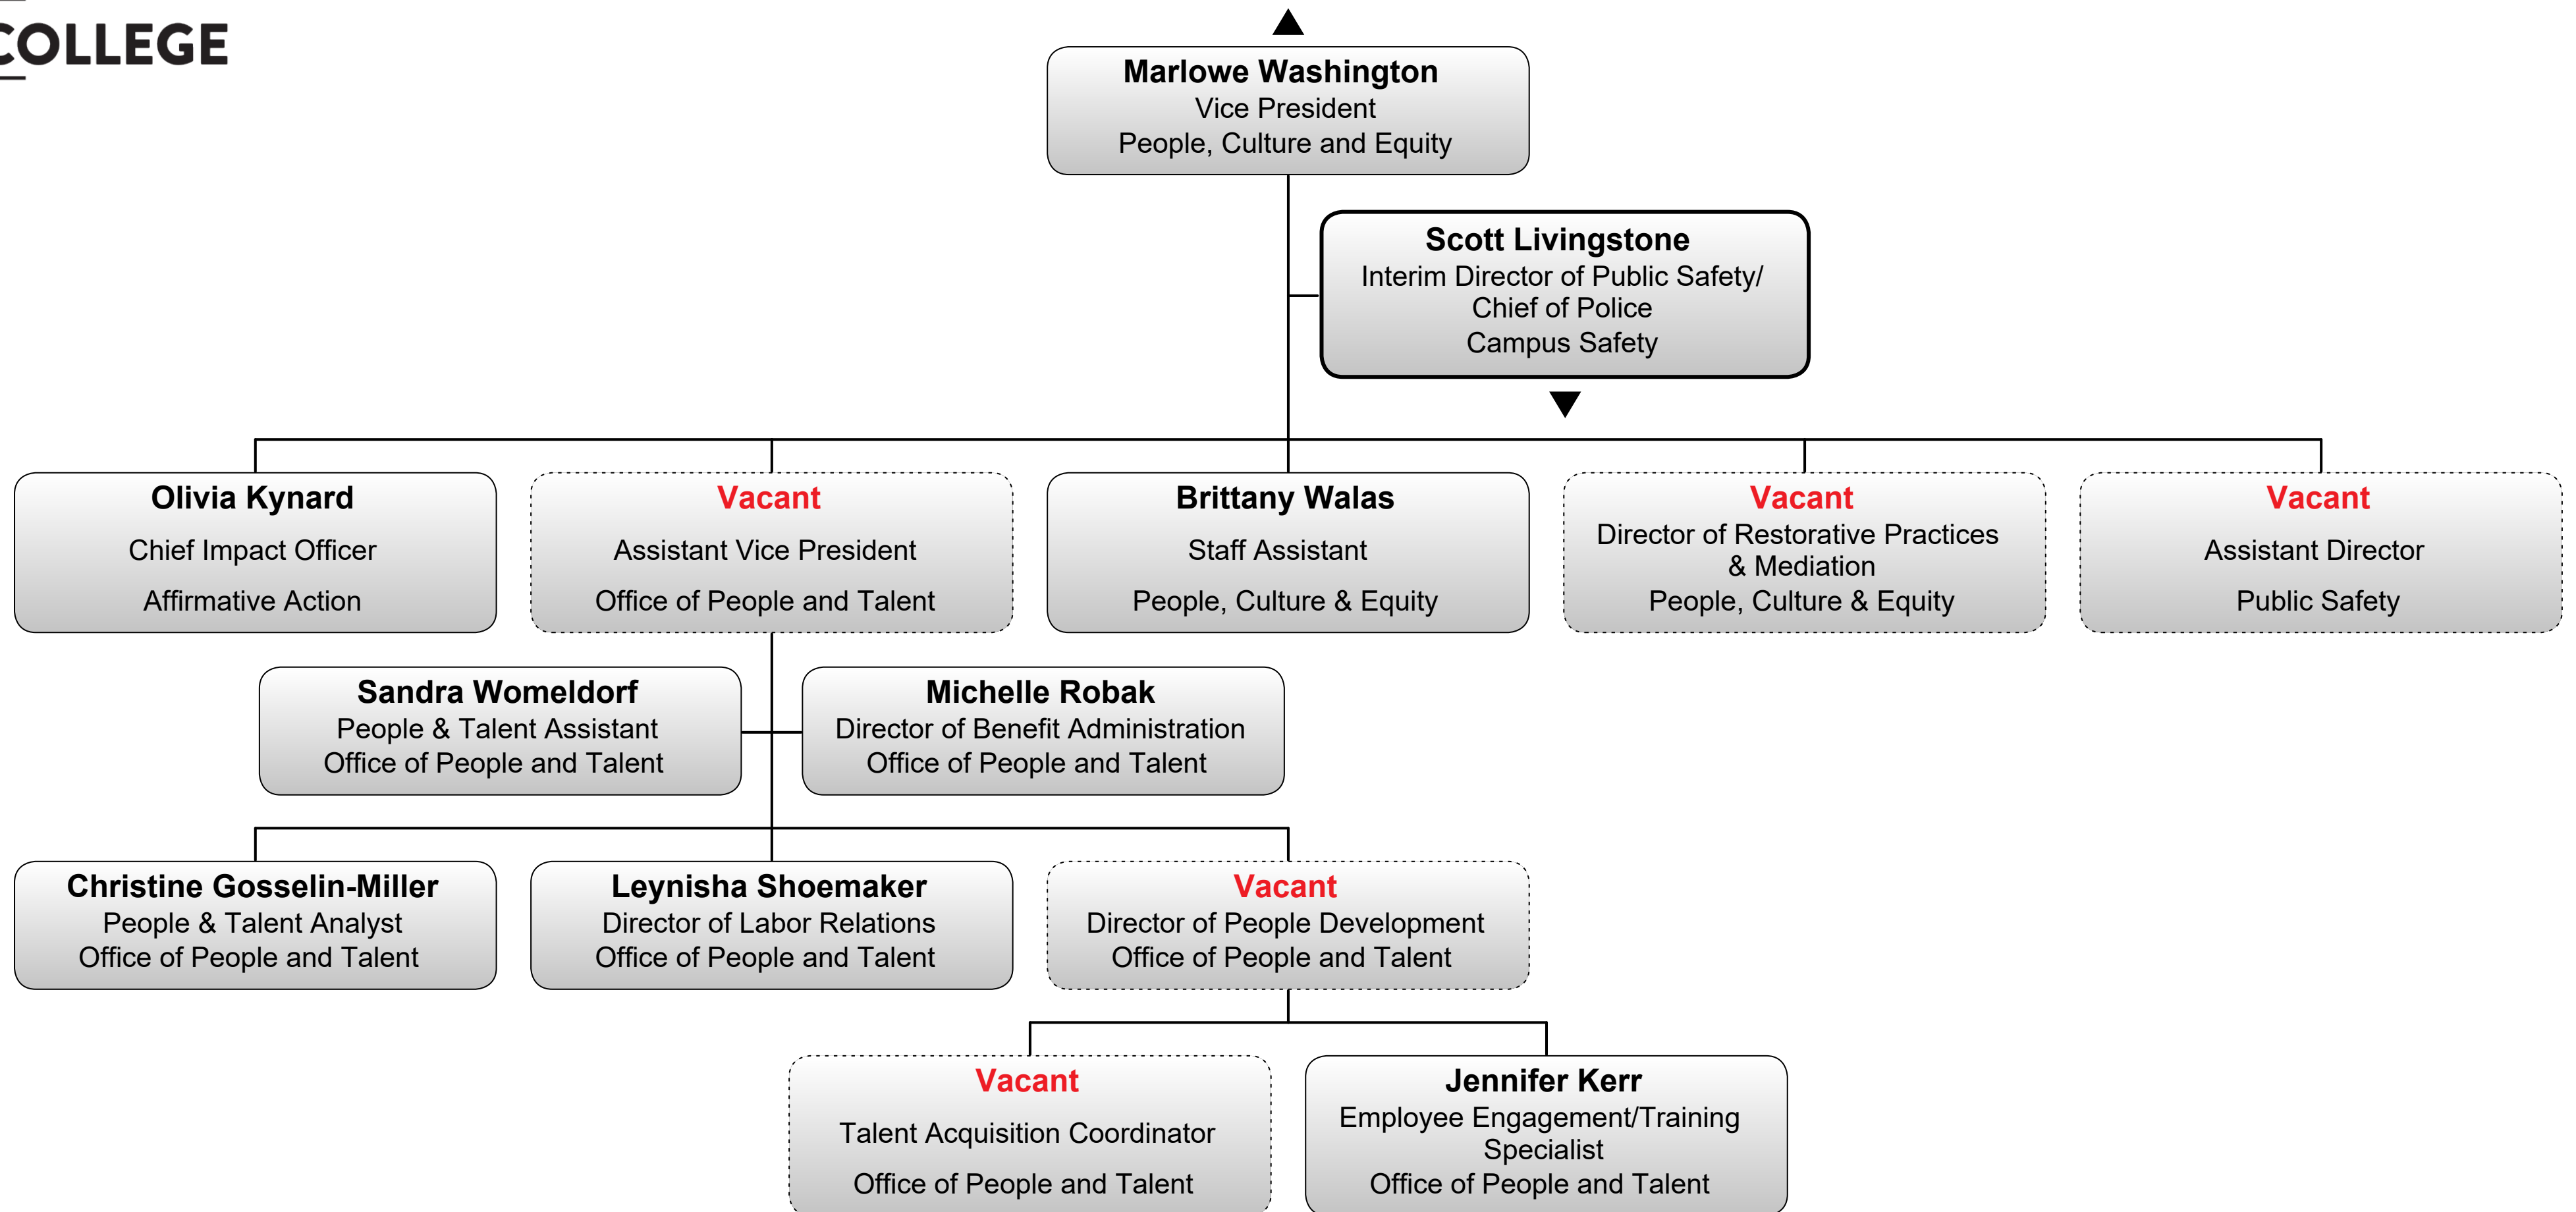 COLLEGE
Marlowe Washington
Vice President
People, Culture and Equity
Scott Livingstone
Interim Director of Public Safety/
Chief of Police
Campus Safety
Olivia Kynard
Chief Impact Officer
Affirmative Action
Vacant
Assistant Vice President
Office of People and Talent
Brittany Walas
Staff Assistant
People, Culture & Equity
Vacant
Director of Restorative Practices
& Mediation
People, Culture & Equity
Vacant
Assistant Director
Public Safety
Sandra Womeldorf
People & Talent Assistant
Office of People and Talent
Michelle Robak
Director of Benefit Administration
Office of People and Talent
Christine Gosselin-Miller
People & Talent Analyst
Office of People and Talent
Leynisha Shoemaker
Director of Labor Relations
Office of People and Talent
Vacant
Director of People Development
Office of People and Talent
Vacant
Talent Acquisition Coordinator
Office of People and Talent
Jennifer Kerr
Employee Engagement/Training
Specialist
Office of People and Talent